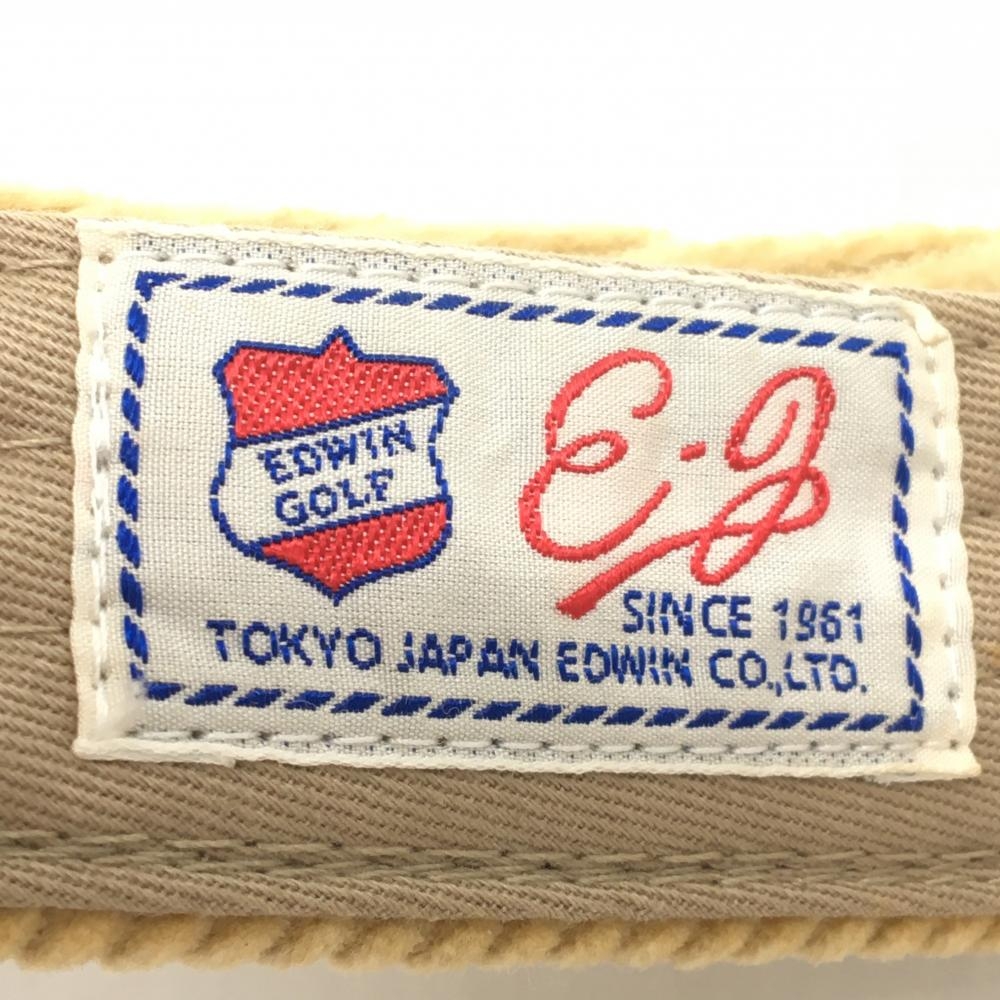 EDWIN
GOLF
E-g
SINCE 1961
TOKYO JAPAN EDWIN CO.,LTD.